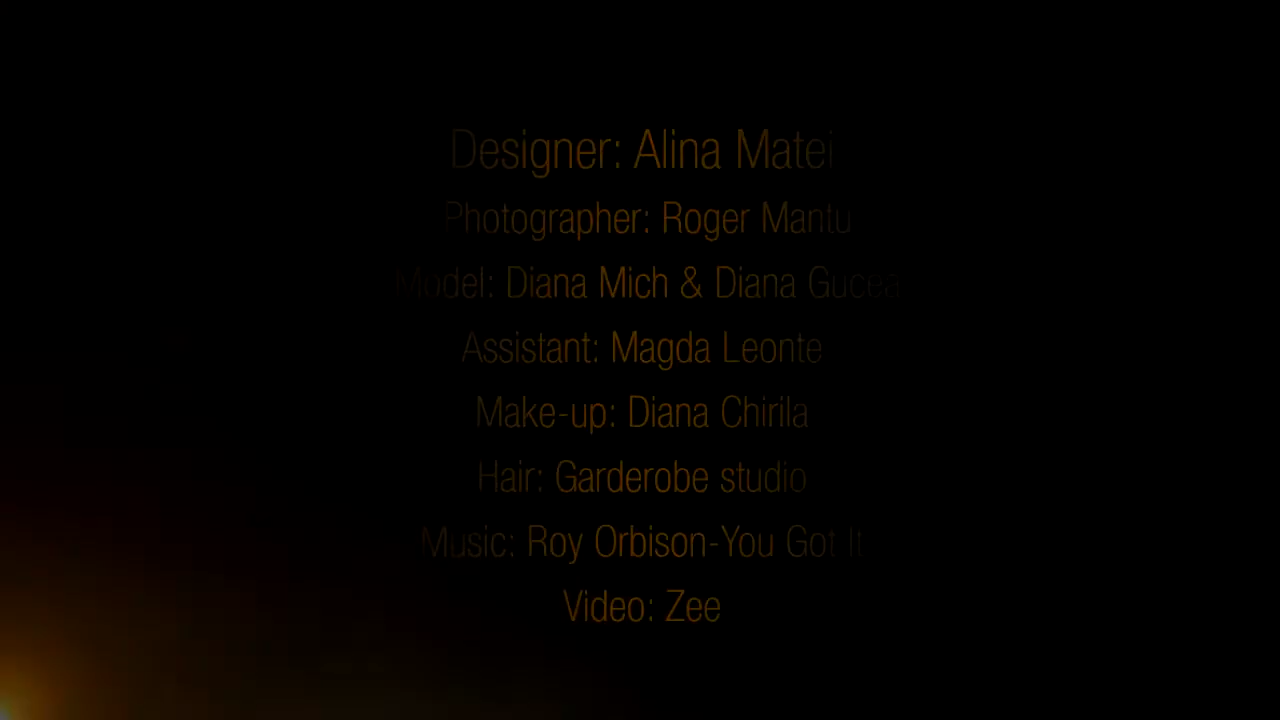 Designer: Alina Matei
Photographer: Roger Mantu
Model: Diana Mich & Diana Gucea
Assistant: Magda Leonte
Make-up: Diana Chirila
Hair: Garderobe studio
Music: Roy Orbison-You Got It
Video: Zee